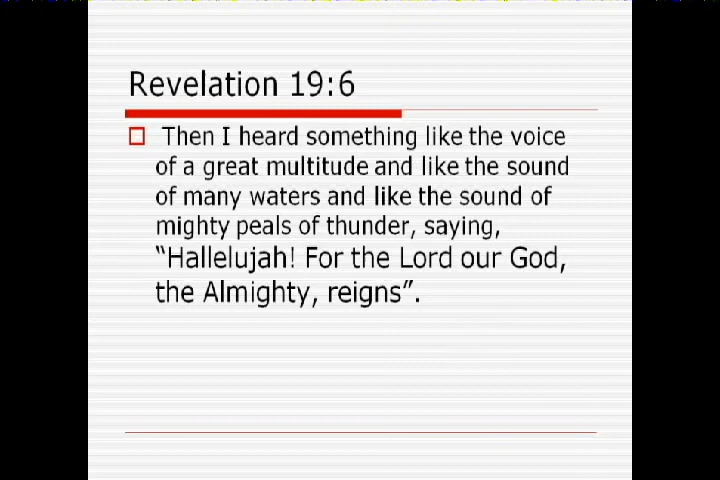 Revelation 19:6
Then I heard something like the voice
of a great multitude and like the sound
of many waters and like the sound of
mighty peals of thunder, saying,
“Hallelujah! For the Lord our God,
the Almighty, reigns”.